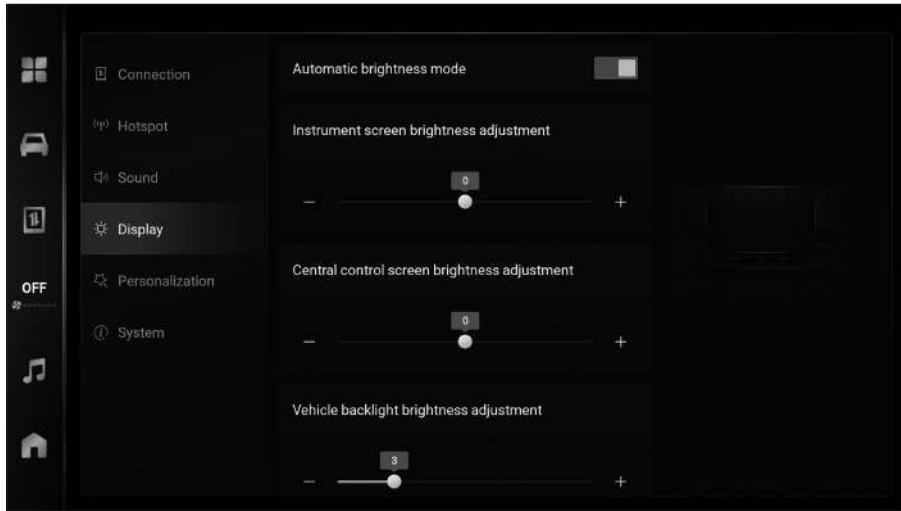 Connection
Hotspot
Sound
Display
Personalization
System
OFF
Automatic brightness mode
Instrument screen brightness adjustment
0
Central control screen brightness adjustment
0
Vehicle backlight brightness adjustment
3